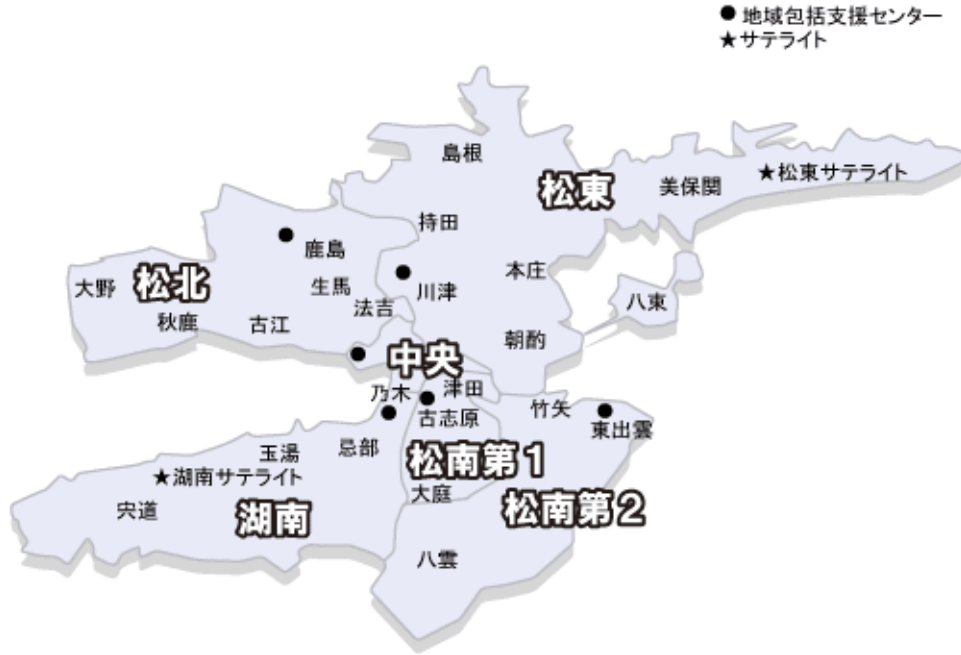 ● 地域包括支援センター
★サテライト
島根
松東
美保関
★松東サテライト
持田
鹿島
本庄
大野
松北
生馬
川津
八束
秋鹿
古江
法吉
朝酌
中央
乃木
津田
竹矢
古志原
東出雲
玉湯
忌部
松南第1
★湖南サテライト
大庭
宍道
湖南
松南第2
八雲